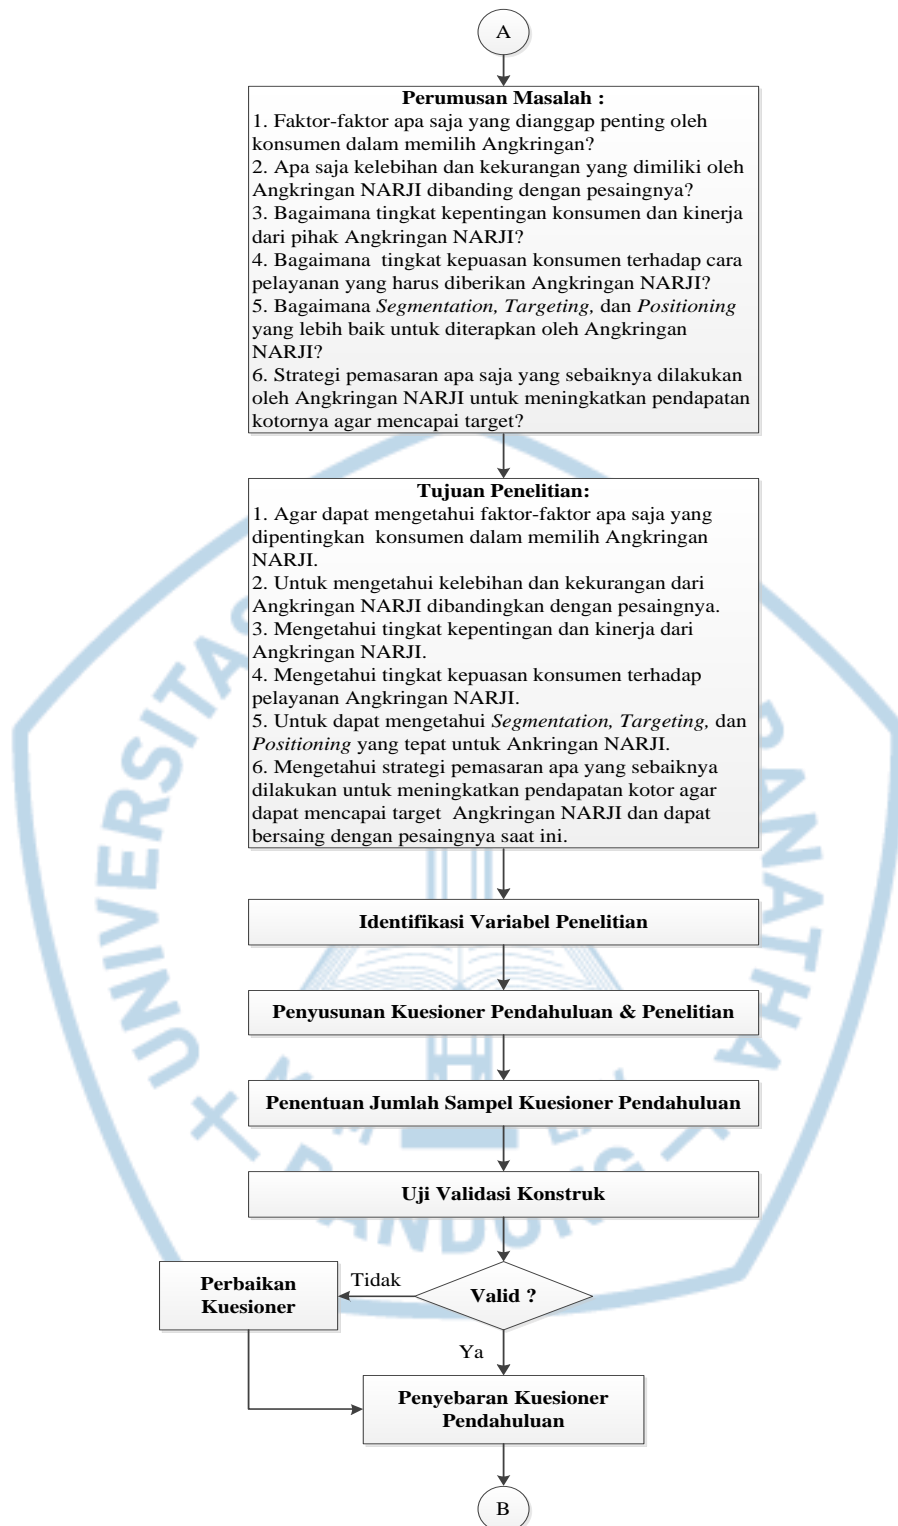 A
Perumusan Masalah :
1. Faktor-faktor apa saja yang dianggap penting oleh
konsumen dalam memilih Angkringan?
2. Apa saja kelebihan dan kekurangan yang dimiliki oleh
Angkringan NARJI dibanding dengan pesaingnya?
3. Bagaimana tingkat kepentingan konsumen dan kinerja
dari pihak Angkringan NARJI?
4. Bagaimana  tingkat kepuasan konsumen terhadap cara
pelayanan yang harus diberikan Angkringan NARJI?
5. Bagaimana Segmentation, Targeting, dan Positioning
yang lebih baik untuk diterapkan oleh Angkringan
NARJI?
6. Strategi pemasaran apa saja yang sebaiknya dilakukan
oleh Angkringan NARJI untuk meningkatkan pendapatan
kotornya agar mencapai target?
Tujuan Penelitian:
1. Agar dapat mengetahui faktor-faktor apa saja yang
dipentingkan  konsumen dalam memilih Angkringan
NARJI.
2. Untuk mengetahui kelebihan dan kekurangan dari
Angkringan NARJI dibandingkan dengan pesaingnya.
3. Mengetahui tingkat kepentingan dan kinerja dari
Angkringan NARJI.
4. Mengetahui tingkat kepuasan konsumen terhadap
pelayanan Angkringan NARJI.
5. Untuk dapat mengetahui Segmentation, Targeting, dan
Positioning yang tepat untuk Ankringan NARJI.
6. Mengetahui strategi pemasaran apa yang sebaiknya
dilakukan untuk meningkatkan pendapatan kotor agar
dapat mencapai target  Angkringan NARJI dan dapat
bersaing dengan pesaingnya saat ini.
Identifikasi Variabel Penelitian
Penyusunan Kuesioner Pendahuluan & Penelitian
Penentuan Jumlah Sampel Kuesioner Pendahuluan
Uji Validasi Konstruk
Valid ?
Tidak
Perbaikan
Kuesioner
Ya
Penyebaran Kuesioner
Pendahuluan
B
UNIVERSITAS
BANDUNG